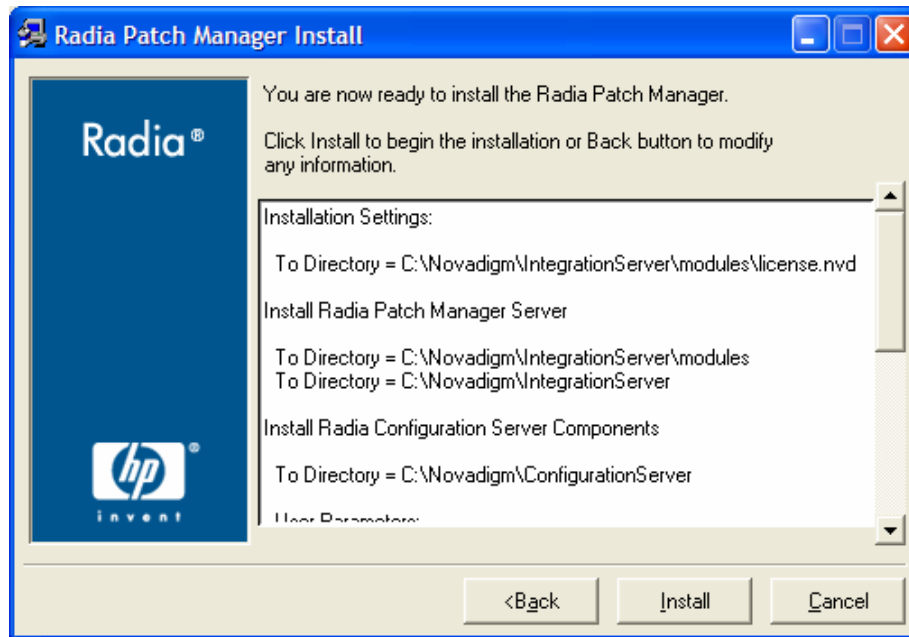 Radia Patch Manager Install
Radia®
You are now ready to install the Radia Patch Manager.
Click Install to begin the installation or Back button to modify
any information.
Installation Settings:
To Directory = C:\Novadigm\IntegrationServer\modules\license.nvd
Install Radia Patch Manager Server
To Directory = C:\Novadigm\IntegrationServer\modules
To Directory = C:\Novadigm\IntegrationServer
Install Radia Configuration Server Components
To Directory = C:\Novadigm\ConfigurationServer
User Parameters:
hp®
invent
<Back
Install
Cancel